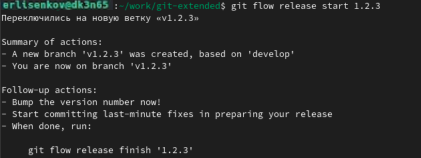 erlisenkov@dk3n65 :~/work/git-extended$ git flow release start 1.2.3
Переключились на новую ветку «v1.2.3»
Summary of actions:
- A new branch 'v1.2.3' was created, based on 'develop'
- You are now on branch 'v1.2.3'
Follow-up actions:
- Bump the version number now!
- Start committing last-minute fixes in preparing your release
- When done, run:
git flow release finish '1.2.3'